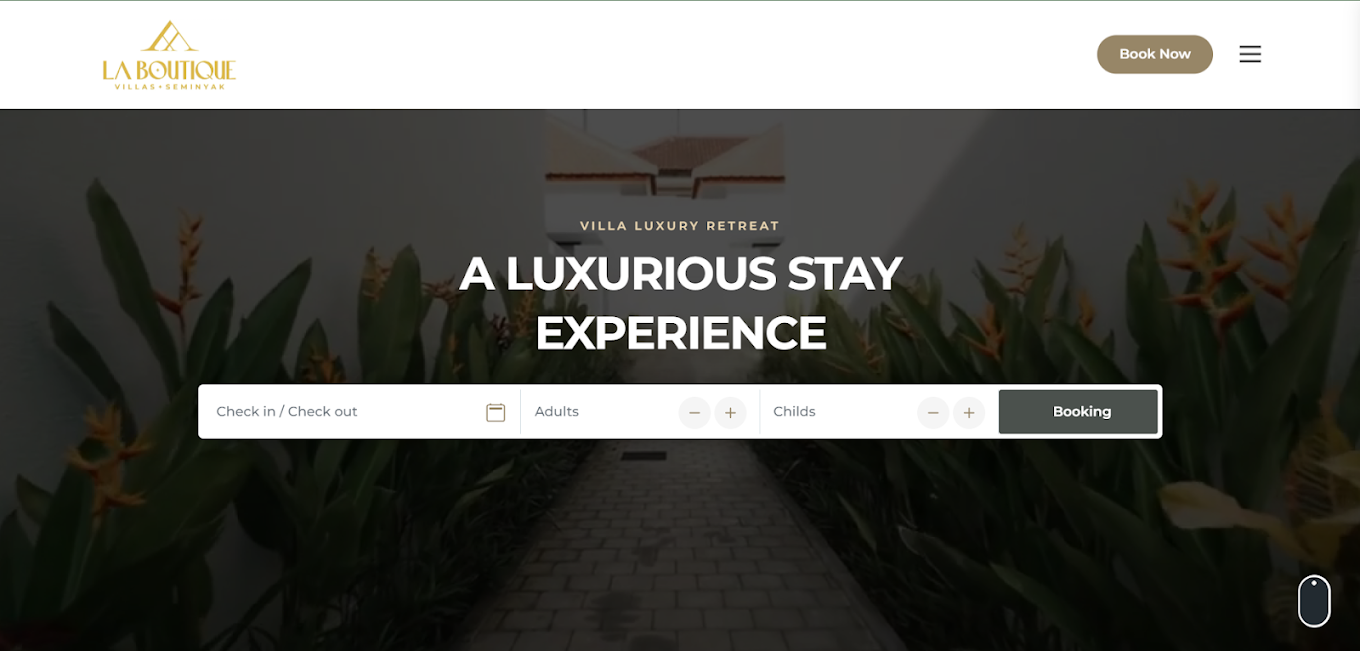 LA BOUTIQUE
VILLAS • SEMINYAK
Book Now
VILLA LUXURY RETREAT
A LUXURIOUS STAY
EXPERIENCE
Check in / Check out
Adults
Childs
Booking